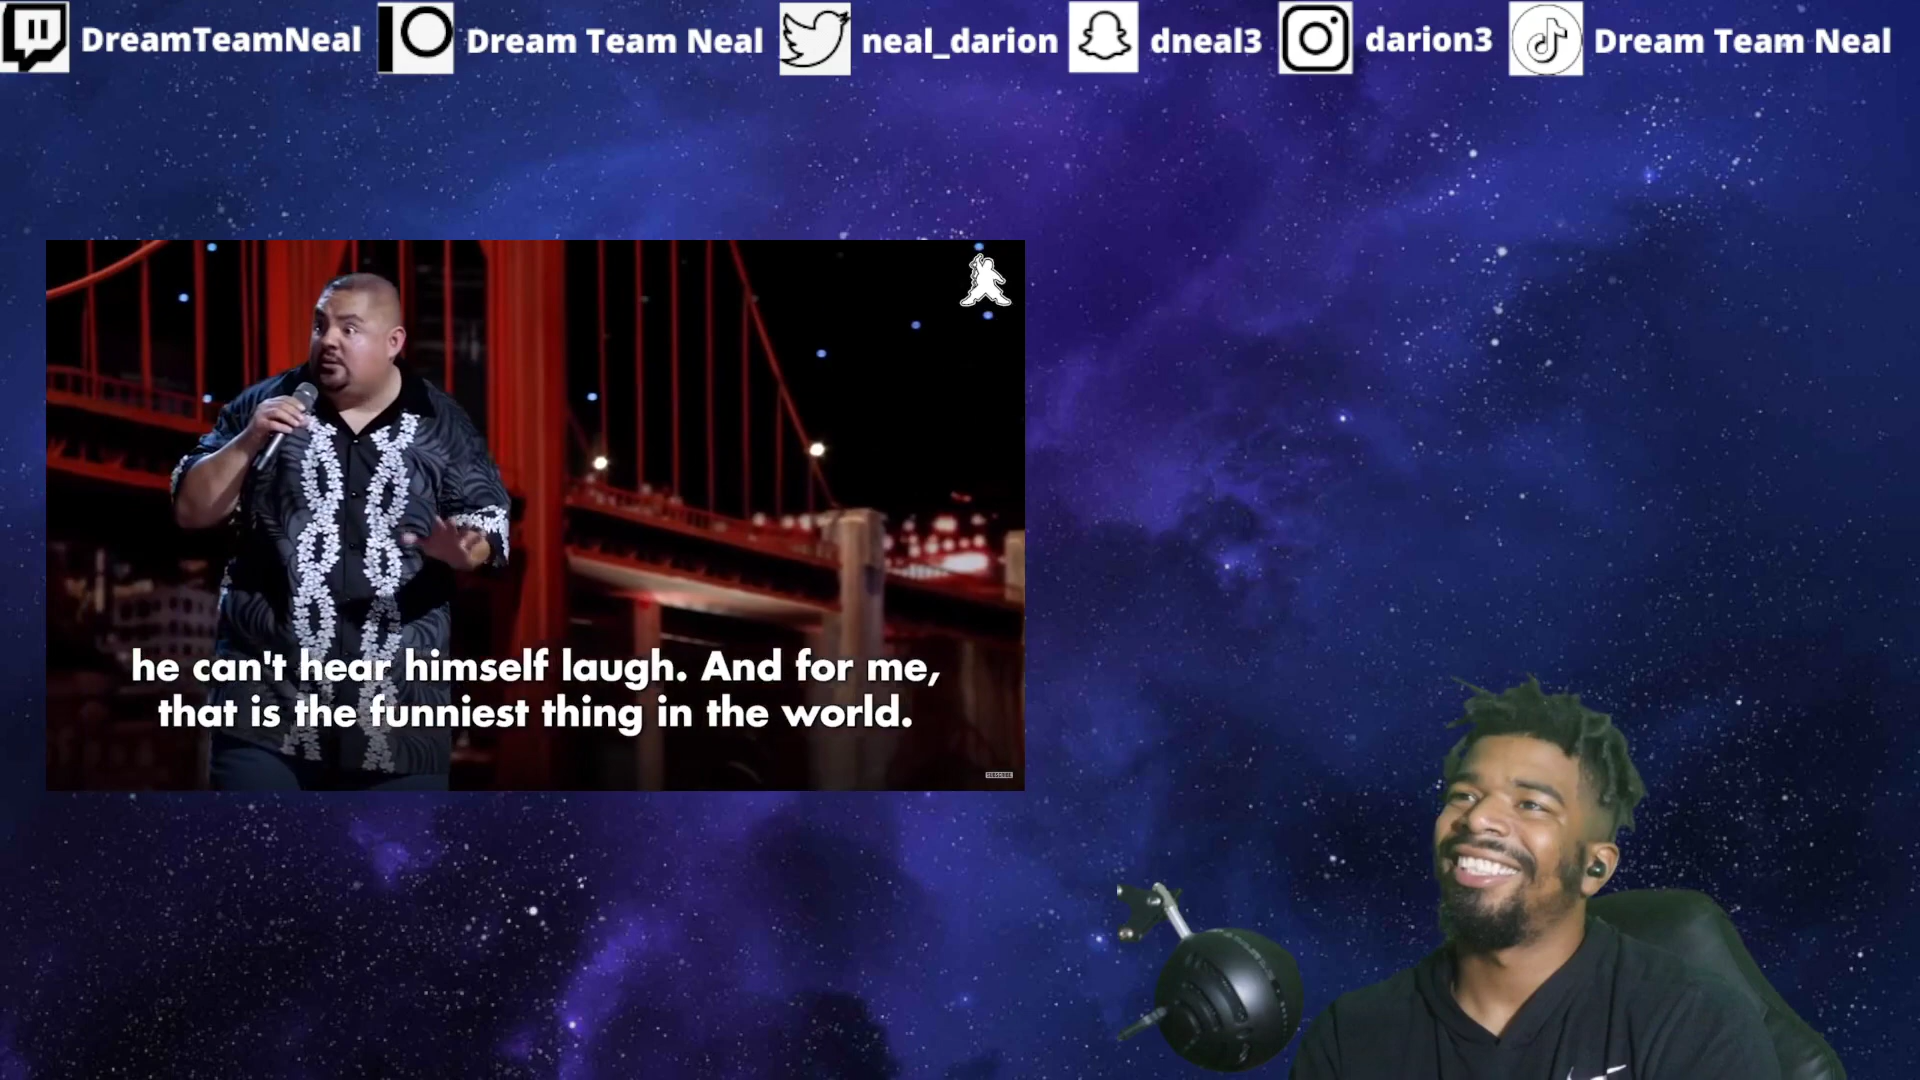 DreamTeamNeal
Dream Team Neal
neal_darion
dneal3
darion3
Dream Team Neal
he can't hear himself laugh. And for me,
that is the funniest thing in the world.
SUBSCRIBE